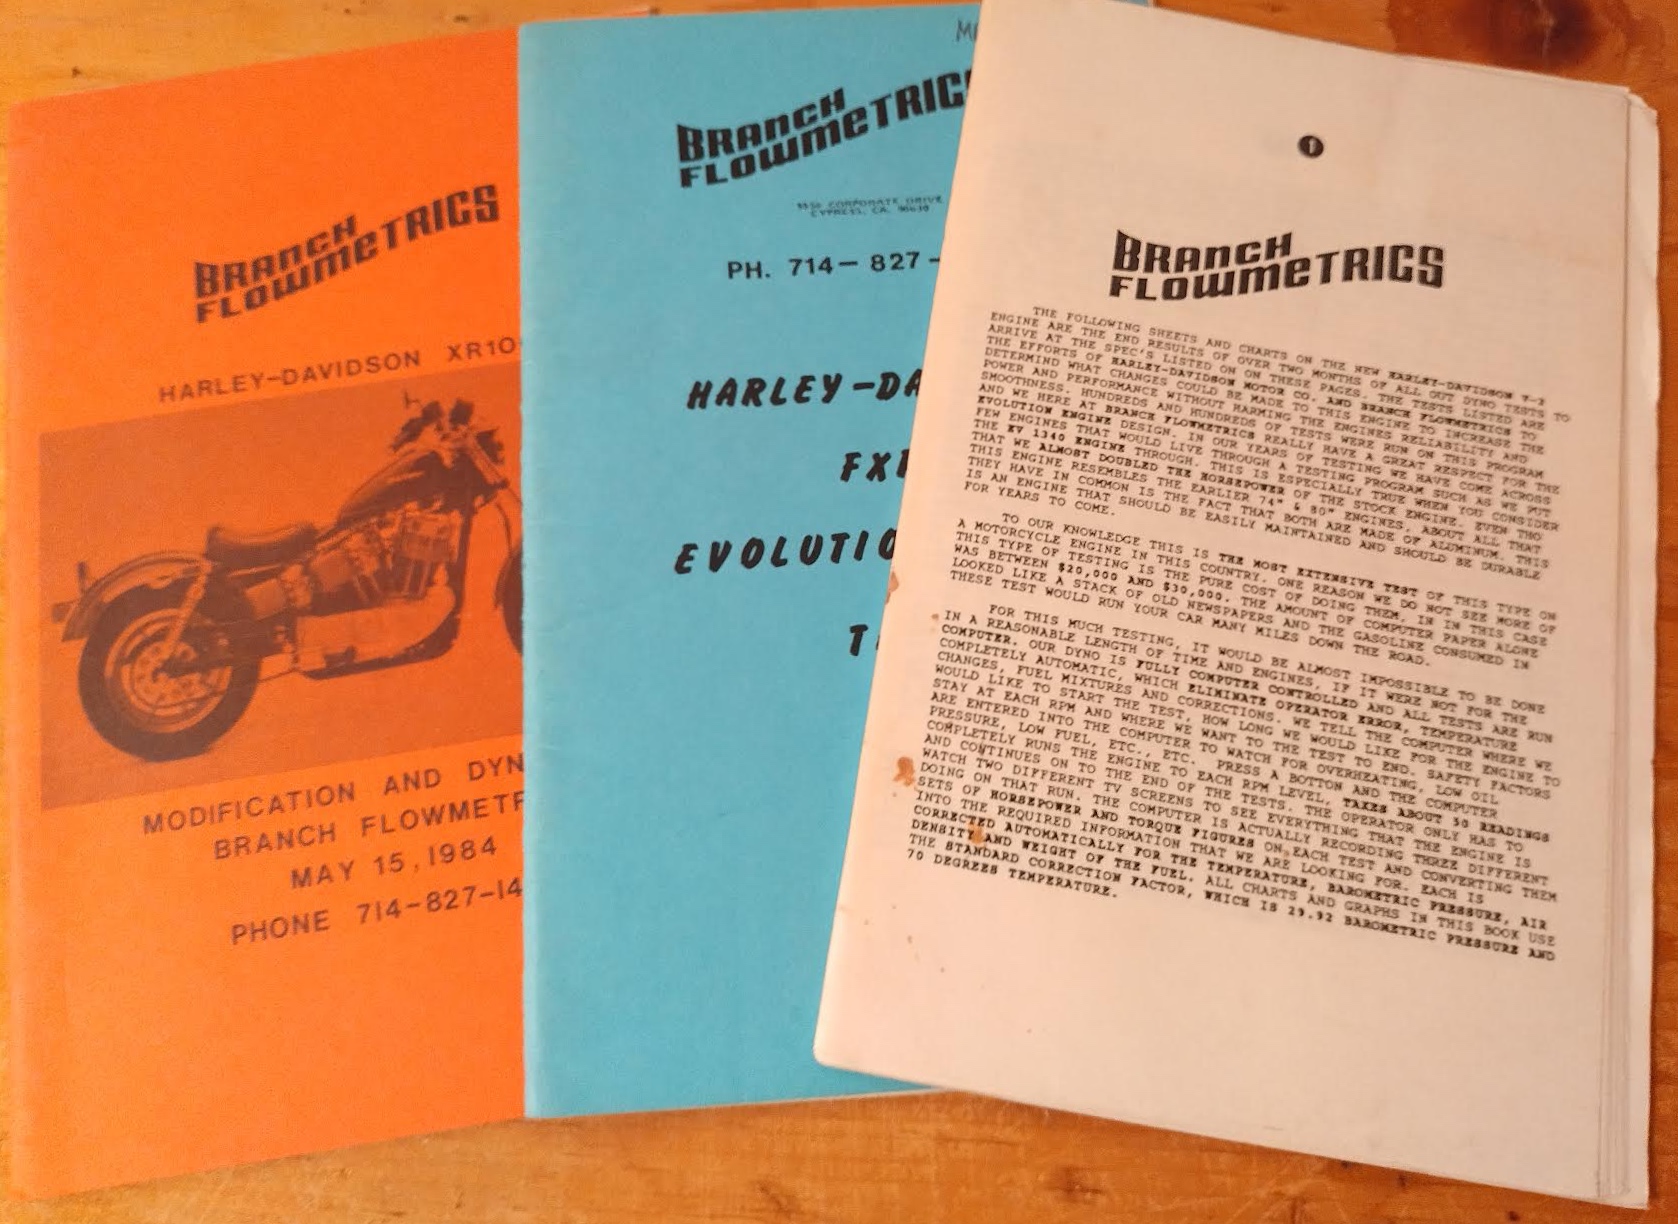 BRANCH
FLOWMETRICS
HARLEY-DAVIDSON XR10
MODIFICATION AND DYN
BRANCH FLOWMETR
MAY 15, 1984
PHONE 714-827-14
BRANCH
FLOWMETRICS
5556 CORPORATE DRIVE
CYPRESS, CA. 90630
PH. 714-827-
HARLEY-DA
FX
EVOLUTIO
T
BRANCH
FLOWMETRICS
THE FOLLOWING SHEETS AND CHARTS ON THE NEW HARLEY-DAVIDSON V-2
ENGINE ARE THE END RESULTS OF OVER TWO MONTHS OF ALL OUT DYNO TESTS TO
ARRIVE AT THE SPEC'S LISTED ON ON THESE PAGES. THE TESTS LISTED ARE
THE EFFORTS OF HARLEY-DAVIDSON MOTOR CO. AND BRANCH FLOWMETRICS TO
DETERMIND WHAT CHANGES COULD BE MADE TO THIS ENGINE TO INCREASE THE
POWER AND PERFORMANCE WITHOUT HARMING THE ENGINES RELIABILITY AND
SMOOTHNESS. HUNDREDS AND HUNDREDS OF TESTS WERE RUN ON THIS PROGRAM
AND WE HERE AT BRANCH FLOWMETRICS REALLY HAVE A GREAT RESPECT FOR THE
EVOLUTION ENGINE DESIGN. IN OUR YEARS OF TESTING WE HAVE COME ACROSS
FEW ENGINES THAT WOULD LIVE THROUGH A TESTING PROGRAM SUCH AS WE PUT
THE EV 1340 ENGINE THROUGH. THIS IS ESPECIALLY TRUE WHEN YOU CONSIDER
THAT WE ALMOST DOUBLED THE HORSEPOWER OF THE STOCK ENGINE. EVEN THO
THIS ENGINE RESEMBLES THE EARLIER 74" & 80" ENGINES, ABOUT ALL THAT
THEY HAVE IN COMMON IS THE FACT THAT BOTH ARE MADE OF ALUMINUM. THIS
IS AN ENGINE THAT SHOULD BE EASILY MAINTAINED AND SHOULD BE DURABLE
FOR YEARS TO COME.
TO OUR KNOWLEDGE THIS IS THE MOST EXTENSIVE TEST OF THIS TYPE ON
A MOTORCYCLE ENGINE IN THIS COUNTRY. ONE REASON WE DO NOT SEE MORE OF
THIS TYPE OF TESTING IS THE PURE COST OF DOING THEM, IN IN THIS CASE
WAS BETWEEN $20,000 AND $30,000. THE AMOUNT OF COMPUTER PAPER ALONE
LOOKED LIKE A STACK OF OLD NEWSPAPERS AND THE GASOLINE CONSUMED IN
THESE TEST WOULD RUN YOUR CAR MANY MILES DOWN THE ROAD.
FOR THIS MUCH TESTING, IT WOULD BE ALMOST IMPOSSIBLE TO BE DONE
IN A REASONABLE LENGTH OF TIME AND ENGINES, IF IT WERE NOT FOR THE
COMPUTER. OUR DYNO IS FULLY COMPUTER CONTROLLED AND ALL TESTS ARE RUN
COMPLETELY AUTOMATIC, WHICH ELIMINATE OPERATOR ERROR, TEMPERATURE
CHANGES, FUEL MIXTURES AND CORRECTIONS. WE TELL THE COMPUTER WHERE WE
WOULD LIKE TO START THE TEST, HOW LONG WE WOULD LIKE FOR THE ENGINE TO
STAY AT EACH RPM AND WHERE WE WANT TO THE TEST TO END. SAFETY FACTORS
ARE ENTERED INTO THE COMPUTER TO WATCH FOR OVERHEATING, LOW OIL
PRESSURE, LOW FUEL, ETC., ETC. PRESS A BOTTON AND THE COMPUTER
COMPLETELY RUNS THE ENGINE TO EACH RPM LEVEL, TAKES ABOUT 50 READINGS
AND CONTINUES ON TO THE END OF THE TESTS. THE OPERATOR ONLY HAS TO
WATCH TWO DIFFERENT TV SCREENS TO SEE EVERYTHING THAT THE ENGINE IS
DOING ON THAT RUN. THE COMPUTER IS ACTUALLY RECORDING THREE DIFFERENT
SETS OF HORSEPOWER AND TORQUE FIGURES ON EACH TEST AND CONVERTING THEM
INTO THE REQUIRED INFORMATION THAT WE ARE LOOKING FOR. EACH IS
CORRECTED AUTOMATICALLY FOR THE TEMPERATURE, BAROMETRIC PRESSURE, AIR
DENSITY AND WEIGHT OF THE FUEL. ALL CHARTS AND GRAPHS IN THIS BOOK USE
THE STANDARD CORRECTION FACTOR, WHICH IS 29.92 BAROMETRIC PRESSURE AND
70 DEGREES TEMPERATURE.